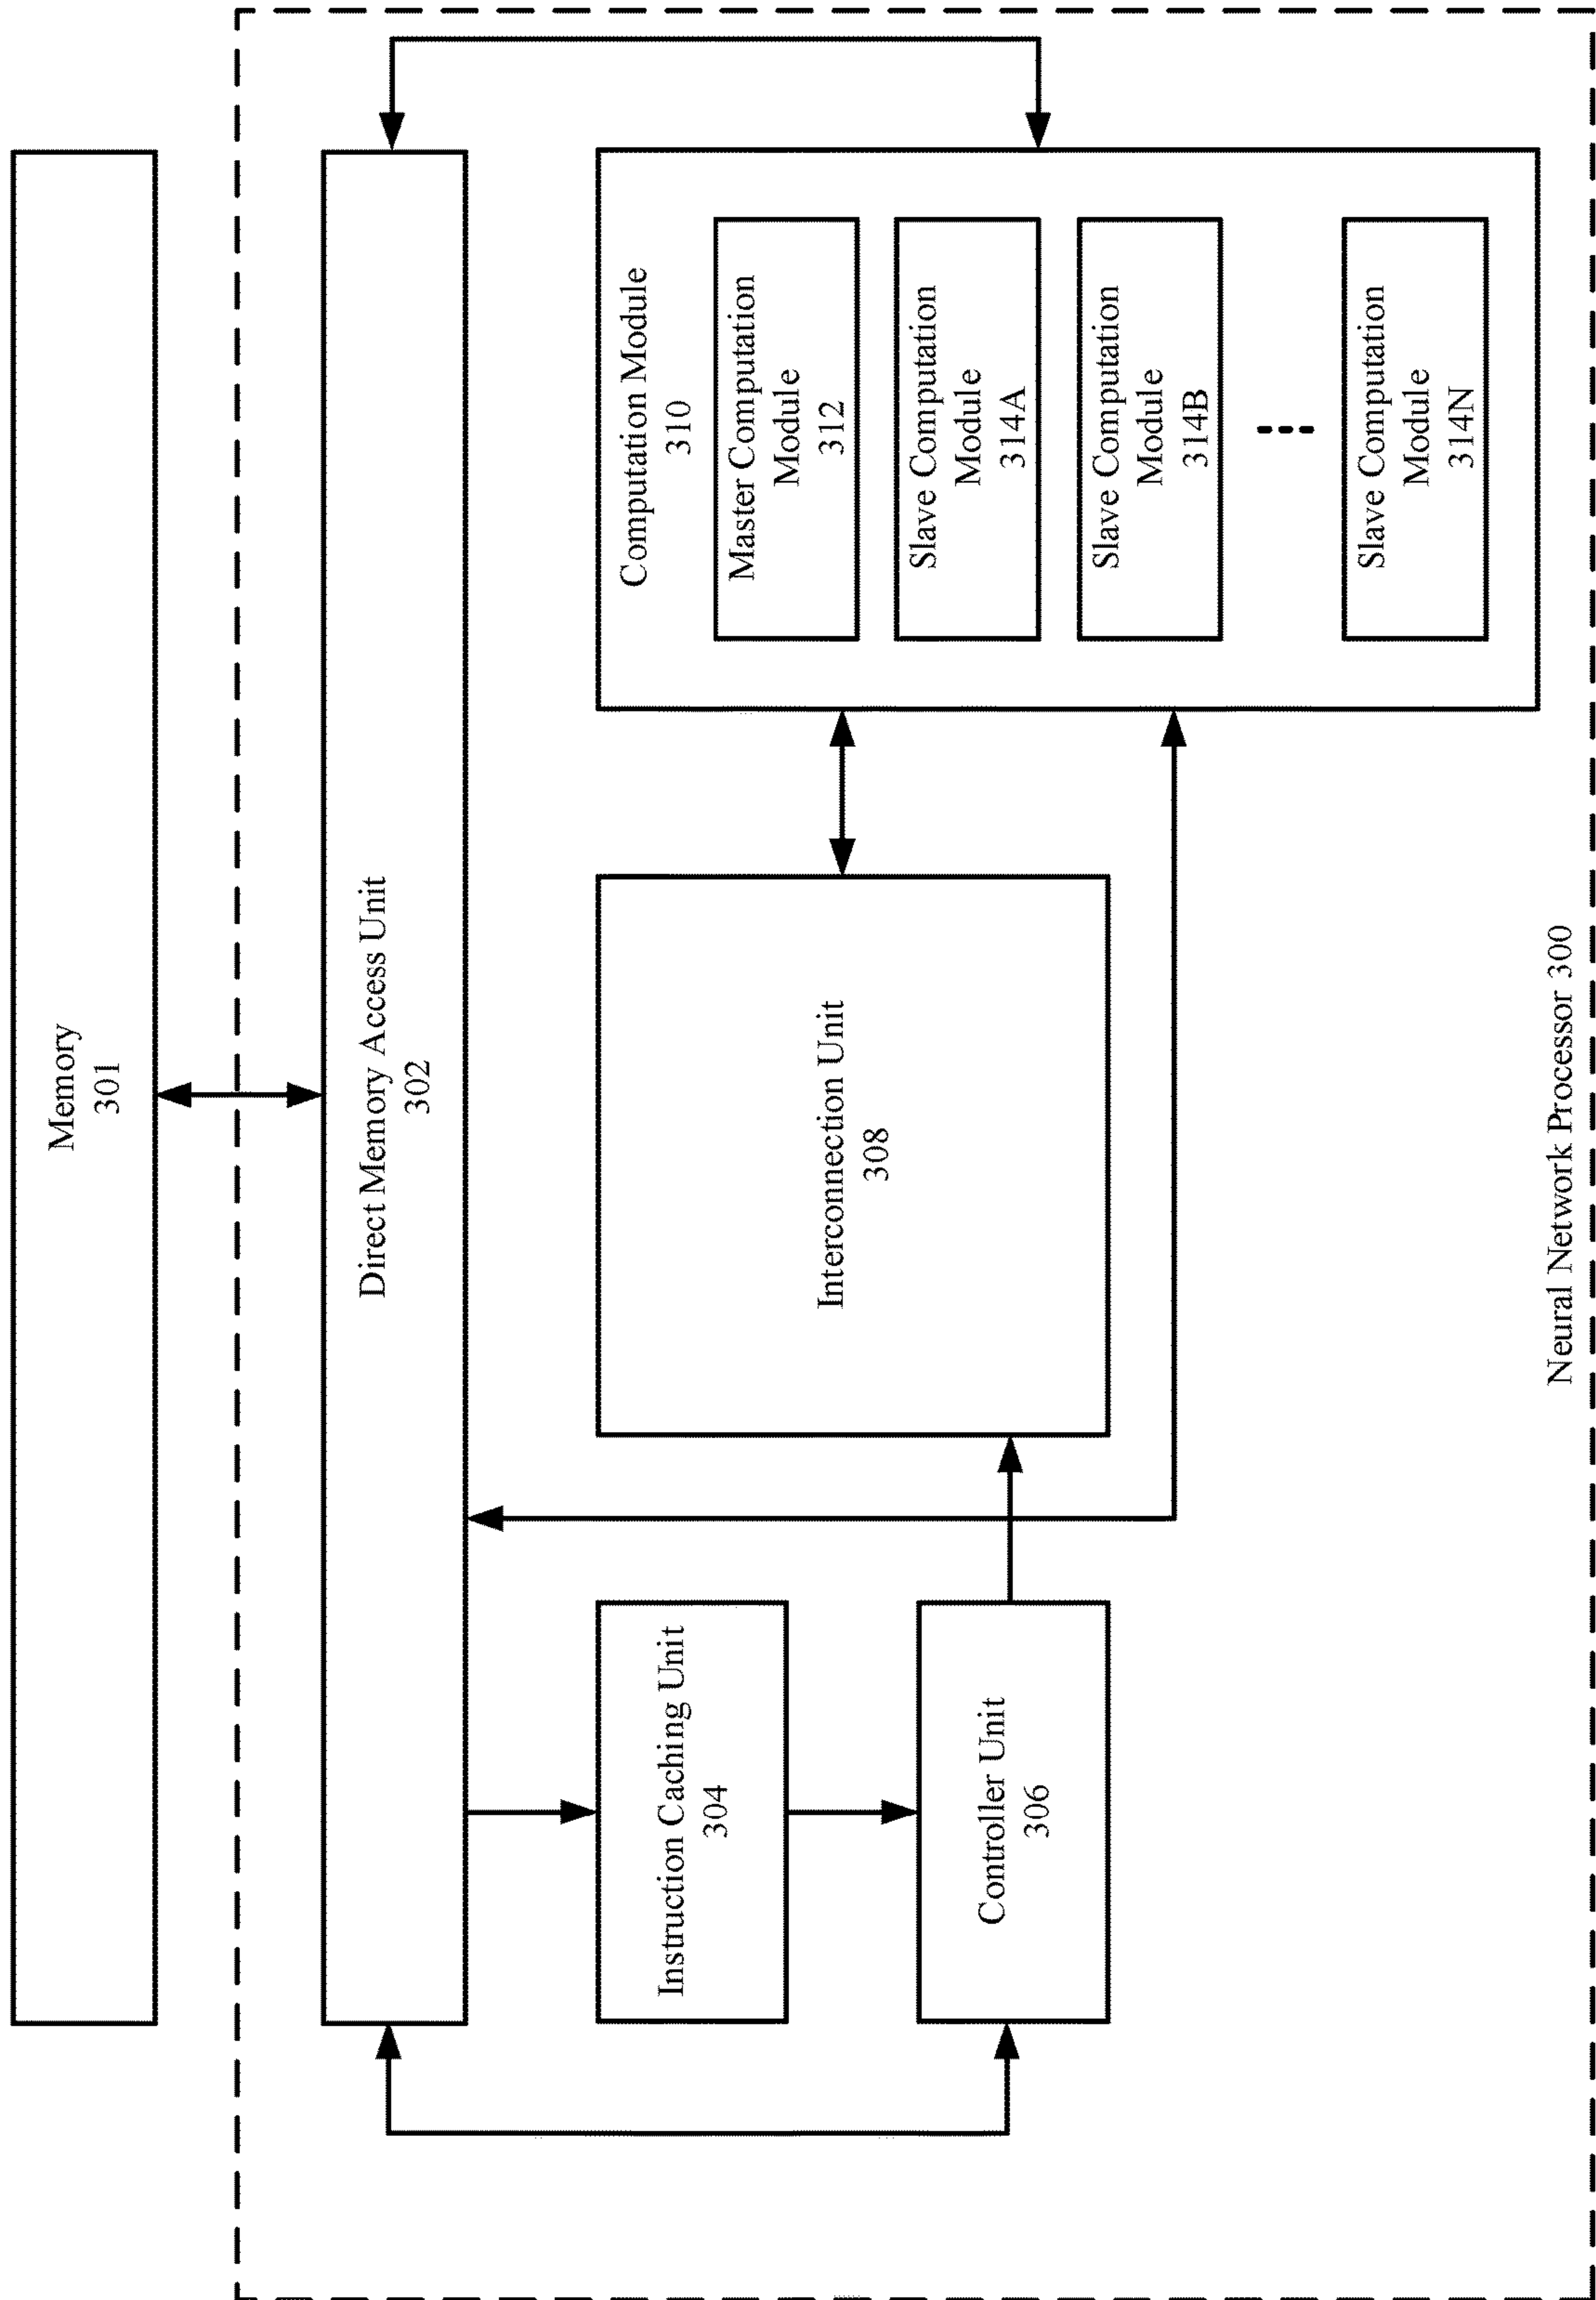 Memory
301
Direct Memory Access Unit
302
Instruction Caching Unit
304
Controller Unit
306
Interconnection Unit
308
Computation Module
310
Master Computation
Module
312
Slave Computation
Module
314A
Slave Computation
Module
314B
Slave Computation
Module
314N
Neural Network Processor 300